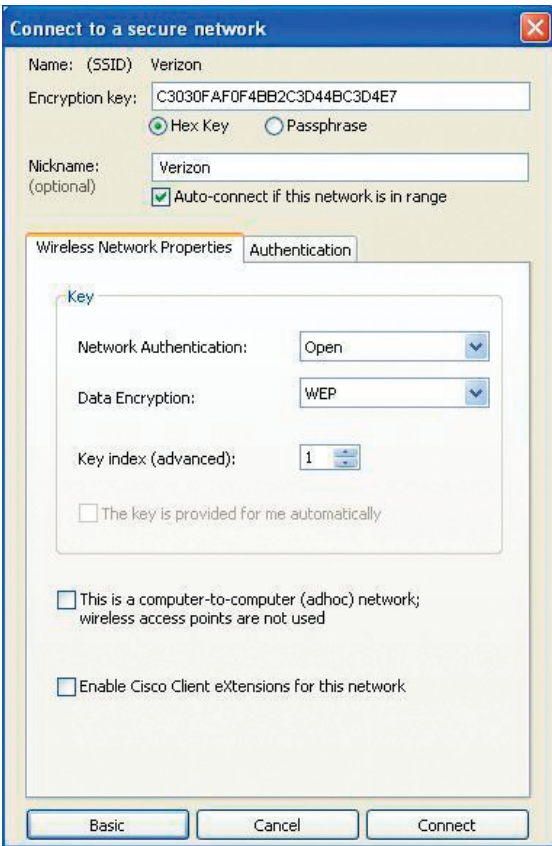 Connect to a secure network
Name: (SSID) Verizon
Encryption key: C3030FAF0F4BB2C3D44BC3D4E7
Hex Key Passphrase
Nickname: Verizon
(optional)
Auto-connect if this network is in range
Wireless Network Properties Authentication
Key
Network Authentication: Open
Data Encryption: WEP
Key index (advanced): 1
The key is provided for me automatically
This is a computer-to-computer (adhoc) network;
wireless access points are not used
Enable Cisco Client eXtensions for this network
Basic Cancel Connect